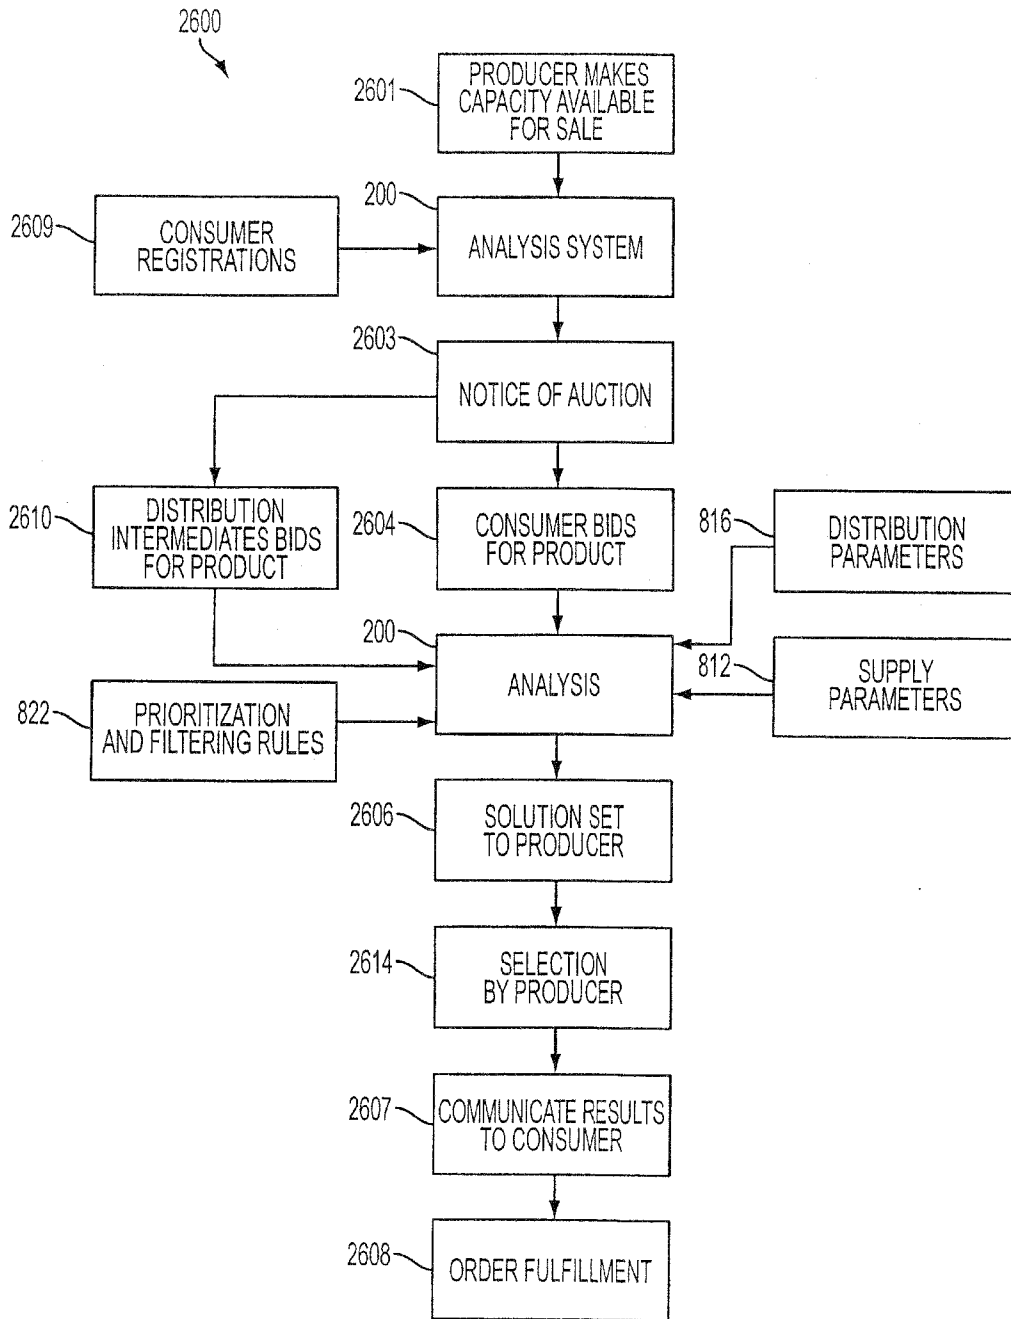 2600
2601
PRODUCER MAKES
CAPACITY AVAILABLE
FOR SALE
200
2609
CONSUMER
REGISTRATIONS
ANALYSIS SYSTEM
2603
NOTICE OF AUCTION
2610
DISTRIBUTION
INTERMEDIATES BIDS
FOR PRODUCT
2604
CONSUMER BIDS
FOR PRODUCT
816
DISTRIBUTION
PARAMETERS
200
ANALYSIS
812
SUPPLY
PARAMETERS
822
PRIORITIZATION
AND FILTERING RULES
2606
SOLUTION SET
TO PRODUCER
2614
SELECTION
BY PRODUCER
2607
COMMUNICATE RESULTS
TO CONSUMER
2608
ORDER FULFILLMENT